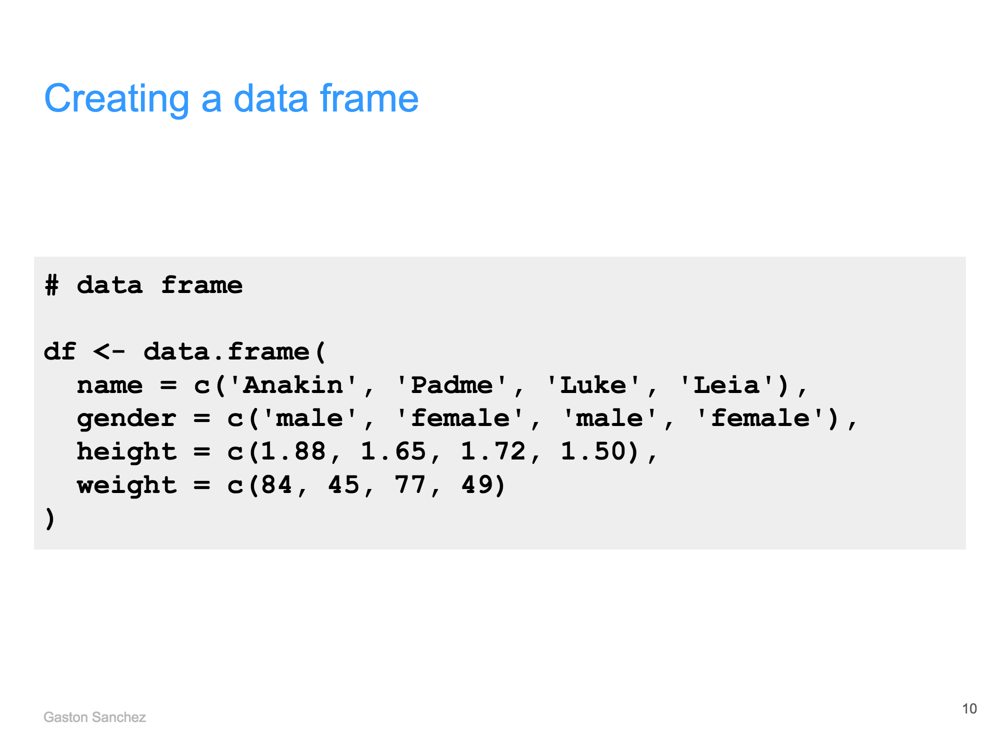 Creating a data frame
# data frame
df <- data.frame(
  name = c('Anakin', 'Padme', 'Luke', 'Leia'),
  gender = c('male', 'female', 'male', 'female'),
  height = c(1.88, 1.65, 1.72, 1.50),
  weight = c(84, 45, 77, 49)
)
Gaston Sanchez
10